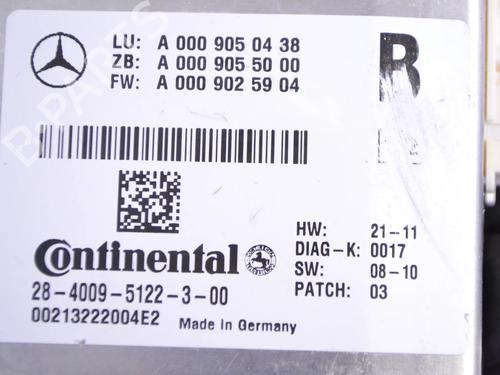 LU: A 000 905 04 38
ZB: A 000 905 50 00
FW: A 000 902 59 04
B
Continental
HW: 21-11
DIAG-K: 0017
SW: 08-10
PATCH: 03
28-4009-5122-3-00
00213222004E2 Made in Germany